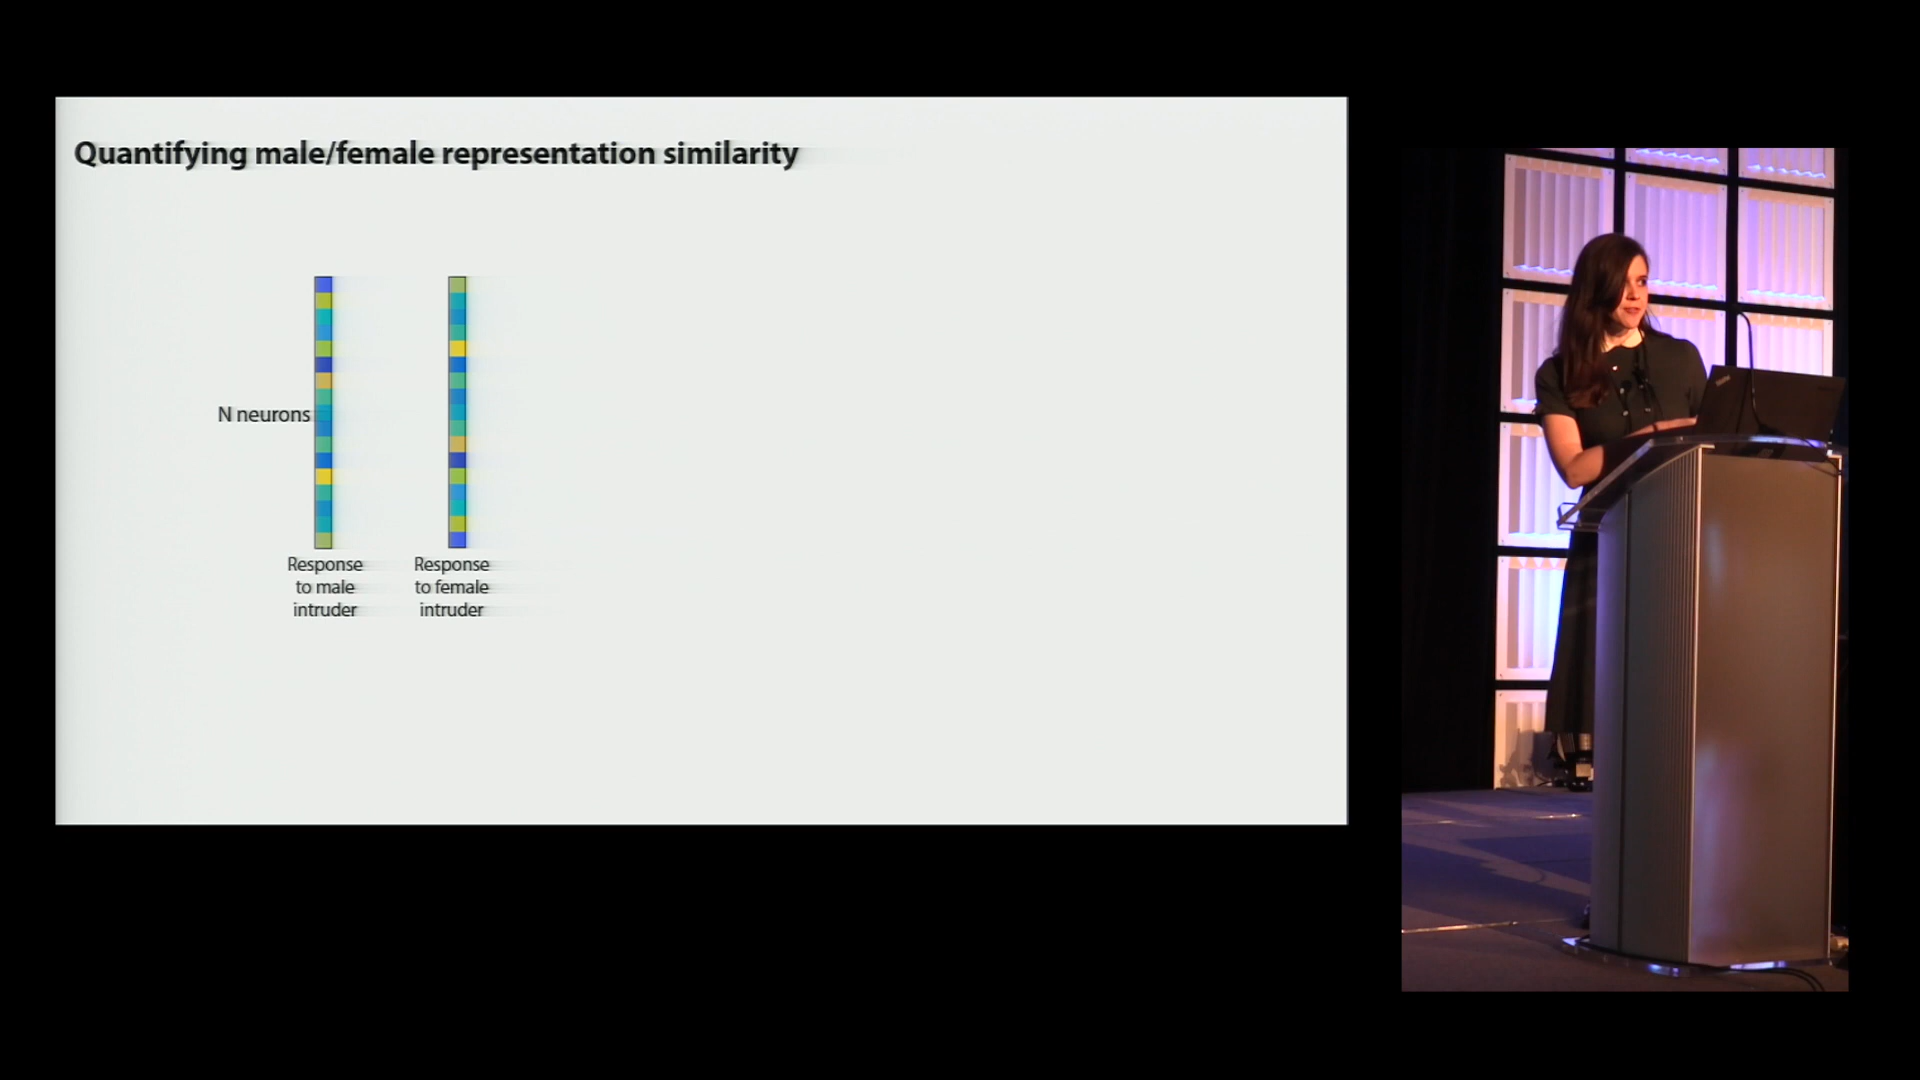 Quantifying male/female representation similarity
N neurons
Response
to male
intruder
Response
to female
intruder